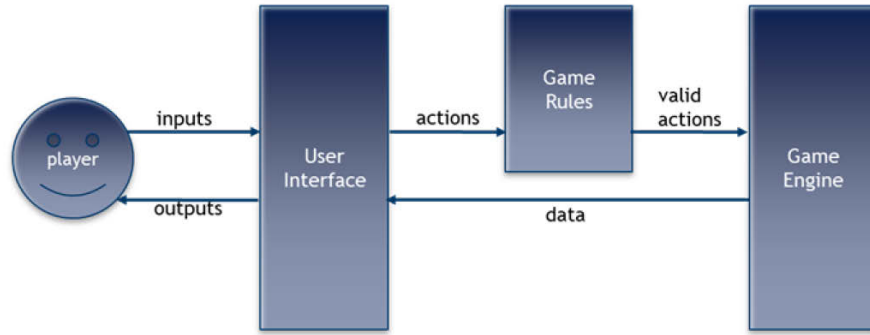 player
inputs
outputs
User
Interface
actions
Game
Rules
valid
actions
data
Game
Engine